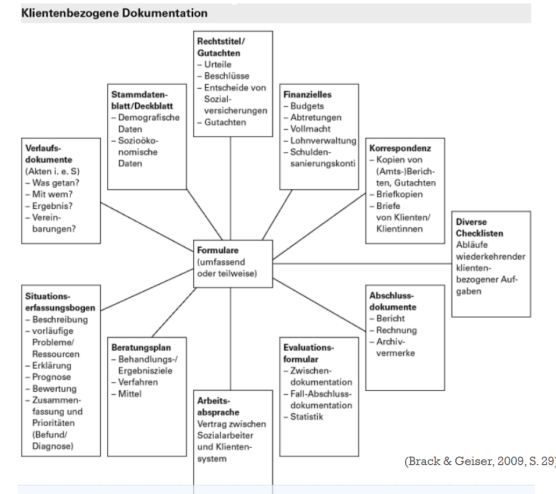 Klientenbezogene Dokumentation
Rechtstitel/
Gutachten
– Urteile
– Beschlüsse
– Entscheide von
Sozial-
versicherungen
– Gutachten
Stammdaten-
blatt/Deckblatt
– Demografische
Daten
– Sozioöko-
nomische
Daten
Finanzielles
– Budgets
– Abtretungen
– Vollmacht
– Lohnverwaltung
– Schulden-
sanierungskonti
Verlaufs-
dokumente
(Akten i. e. S)
– Was getan?
– Mit wem?
– Ergebnis?
– Verein-
barungen?
Korrespondenz
– Kopien von
(Amts-)Berich-
ten, Gutachten
– Briefkopien
– Briefe
von Klienten/
Klientinnen
Diverse
Checklisten
Abläufe
wiederkehrender
klienten-
bezogener Auf-
gaben
Formulare
(umfassend
oder teilweise)
Situations-
erfassungsbogen
– Beschreibung
– vorläufige
Probleme/
Ressourcen
– Erklärung
– Prognose
– Bewertung
– Zusammen-
fassung und
Prioritäten
(Befund/
Diagnose)
Beratungsplan
– Behandlungs-/
Ergebnisziele
– Verfahren
– Mittel
Arbeits-
absprache
Vertrag zwischen
Sozialarbeiter
und Klienten-
system
Evaluations-
formular
– Zwischen-
dokumentation
– Fall-Abschluss-
dokumentation
– Statistik
Abschluss-
dokumente
– Bericht
– Rechnung
– Archiv-
vermerke
(Brack & Geiser, 2009, S. 29)